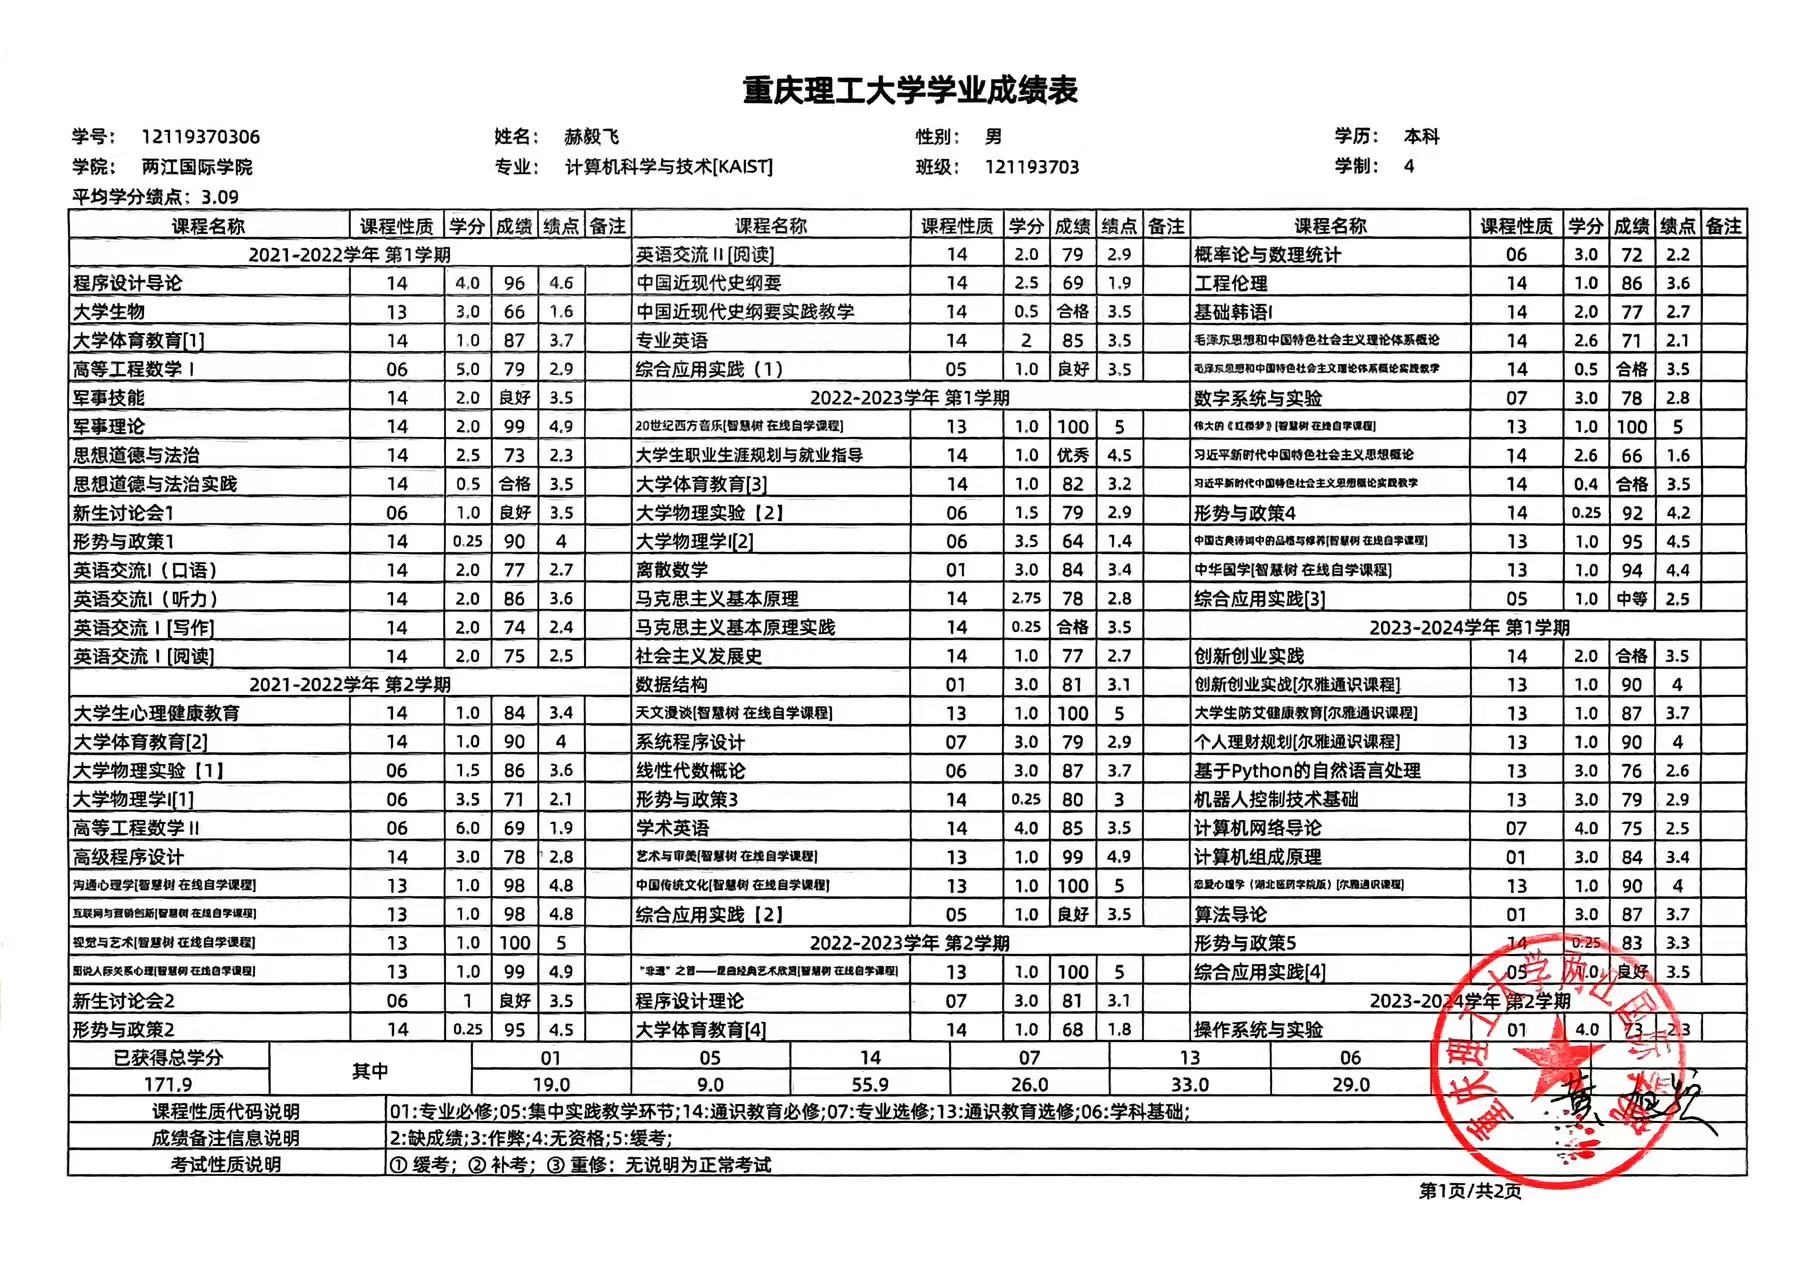 重庆理工大学学业成绩表
学号： 12119370306 姓名： 赫毅飞 性别： 男 学历： 本科
学院： 两江国际学院 专业： 计算机科学与技术[KAIST] 班级： 121193703 学制： 4
平均学分绩点：3.09
课程名称 课程性质 学分 成绩 绩点 备注
2021-2022学年 第1学期
程序设计导论 14 4.0 96 4.6
大学生物 13 3.0 66 1.6
大学体育教育[1] 14 1.0 87 3.7
高等工程数学 I 06 5.0 79 2.9
军事技能 14 2.0 良好 3.5
军事理论 14 2.0 99 4.9
思想道德与法治 14 2.5 73 2.3
思想道德与法治实践 14 0.5 合格 3.5
新生讨论会1 06 1.0 良好 3.5
形势与政策1 14 0.25 90 4
英语交流I（口语） 14 2.0 77 2.7
英语交流I（听力） 14 2.0 86 3.6
英语交流 I [写作] 14 2.0 74 2.4
英语交流 I [阅读] 14 2.0 75 2.5
2021-2022学年 第2学期
大学生心理健康教育 14 1.0 84 3.4
大学体育教育[2] 14 1.0 90 4
大学物理实验【1】 06 1.5 86 3.6
大学物理学I[1] 06 3.5 71 2.1
高等工程数学 II 06 6.0 69 1.9
高级程序设计 14 3.0 78 2.8
沟通心理学[智慧树 在线自学课程] 13 1.0 98 4.8
互联网与营销创新[智慧树 在线自学课程] 13 1.0 98 4.8
视觉与艺术[智慧树 在线自学课程] 13 1.0 100 5
图说人际关系心理[智慧树 在线自学课程] 13 1.0 99 4.9
新生讨论会2 06 1 良好 3.5
形势与政策2 14 0.25 95 4.5
课程名称 课程性质 学分 成绩 绩点 备注
英语交流 II [阅读] 14 2.0 79 2.9
中国近现代史纲要 14 2.5 69 1.9
中国近现代史纲要实践教学 14 0.5 合格 3.5
专业英语 14 2 85 3.5
综合应用实践（1） 05 1.0 良好 3.5
2022-2023学年 第1学期
20世纪西方音乐[智慧树 在线自学课程] 13 1.0 100 5
大学生职业生涯规划与就业指导 14 1.0 优秀 4.5
大学体育教育[3] 14 1.0 82 3.2
大学物理实验【2】 06 1.5 79 2.9
大学物理学I[2] 06 3.5 64 1.4
离散数学 01 3.0 84 3.4
马克思主义基本原理 14 2.75 78 2.8
马克思主义基本原理实践 14 0.25 合格 3.5
社会主义发展史 14 1.0 77 2.7
数据结构 01 3.0 81 3.1
天文漫谈[智慧树 在线自学课程] 13 1.0 100 5
系统程序设计 07 3.0 79 2.9
线性代数概论 06 3.0 87 3.7
形势与政策3 14 0.25 80 3
学术英语 14 4.0 85 3.5
艺术与审美[智慧树 在线自学课程] 13 1.0 99 4.9
中国传统文化[智慧树 在线自学课程] 13 1.0 100 5
综合应用实践【2】 05 1.0 良好 3.5
2022-2023学年 第2学期
“非遗”之首——昆曲经典艺术欣赏[智慧树 在线自学课程] 13 1.0 100 5
程序设计理论 07 3.0 81 3.1
大学体育教育[4] 14 1.0 68 1.8
课程名称 课程性质 学分 成绩 绩点 备注
概率论与数理统计 06 3.0 72 2.2
工程伦理 14 1.0 86 3.6
基础韩语I 14 2.0 77 2.7
毛泽东思想和中国特色社会主义理论体系概论 14 2.6 71 2.1
毛泽东思想和中国特色社会主义理论体系概论实践教学 14 0.5 合格 3.5
数字系统与实验 07 3.0 78 2.8
伟大的《红楼梦》[智慧树 在线自学课程] 13 1.0 100 5
习近平新时代中国特色社会主义思想概论 14 2.6 66 1.6
习近平新时代中国特色社会主义思想概论实践教学 14 0.4 合格 3.5
形势与政策4 14 0.25 92 4.2
中国古典诗词中的品格与修养[智慧树 在线自学课程] 13 1.0 95 4.5
中华国学[智慧树 在线自学课程] 13 1.0 94 4.4
综合应用实践[3] 05 1.0 中等 2.5
2023-2024学年 第1学期
创新创业实践 14 2.0 合格 3.5
创新创业实战[尔雅通识课程] 13 1.0 90 4
大学生防艾健康教育[尔雅通识课程] 13 1.0 87 3.7
个人理财规划[尔雅通识课程] 13 1.0 90 4
基于Python的自然语言处理 13 3.0 76 2.6
机器人控制技术基础 13 3.0 79 2.9
计算机网络导论 07 4.0 75 2.5
计算机组成原理 01 3.0 84 3.4
恋爱心理学（湖北医药学院版）[尔雅通识课程] 13 1.0 90 4
算法导论 01 3.0 87 3.7
形势与政策5 14 0.25 83 3.3
综合应用实践[4] 05 1.0 良好 3.5
2023-2024学年 第2学期
操作系统与实验 01 4.0 73 2.3
已获得总学分 其中 01 05 14 07 13 06
171.9 19.0 9.0 55.9 26.0 33.0 29.0
课程性质代码说明 01:专业必修;05:集中实践教学环节;14:通识教育必修;07:专业选修;13:通识教育选修;06:学科基础;
成绩备注信息说明 2:缺成绩;3:作弊;4:无资格;5:缓考;
考试性质说明 ① 缓考；② 补考；③ 重修：无说明为正常考试
重庆理工大学两江国际学院
第1页/共2页